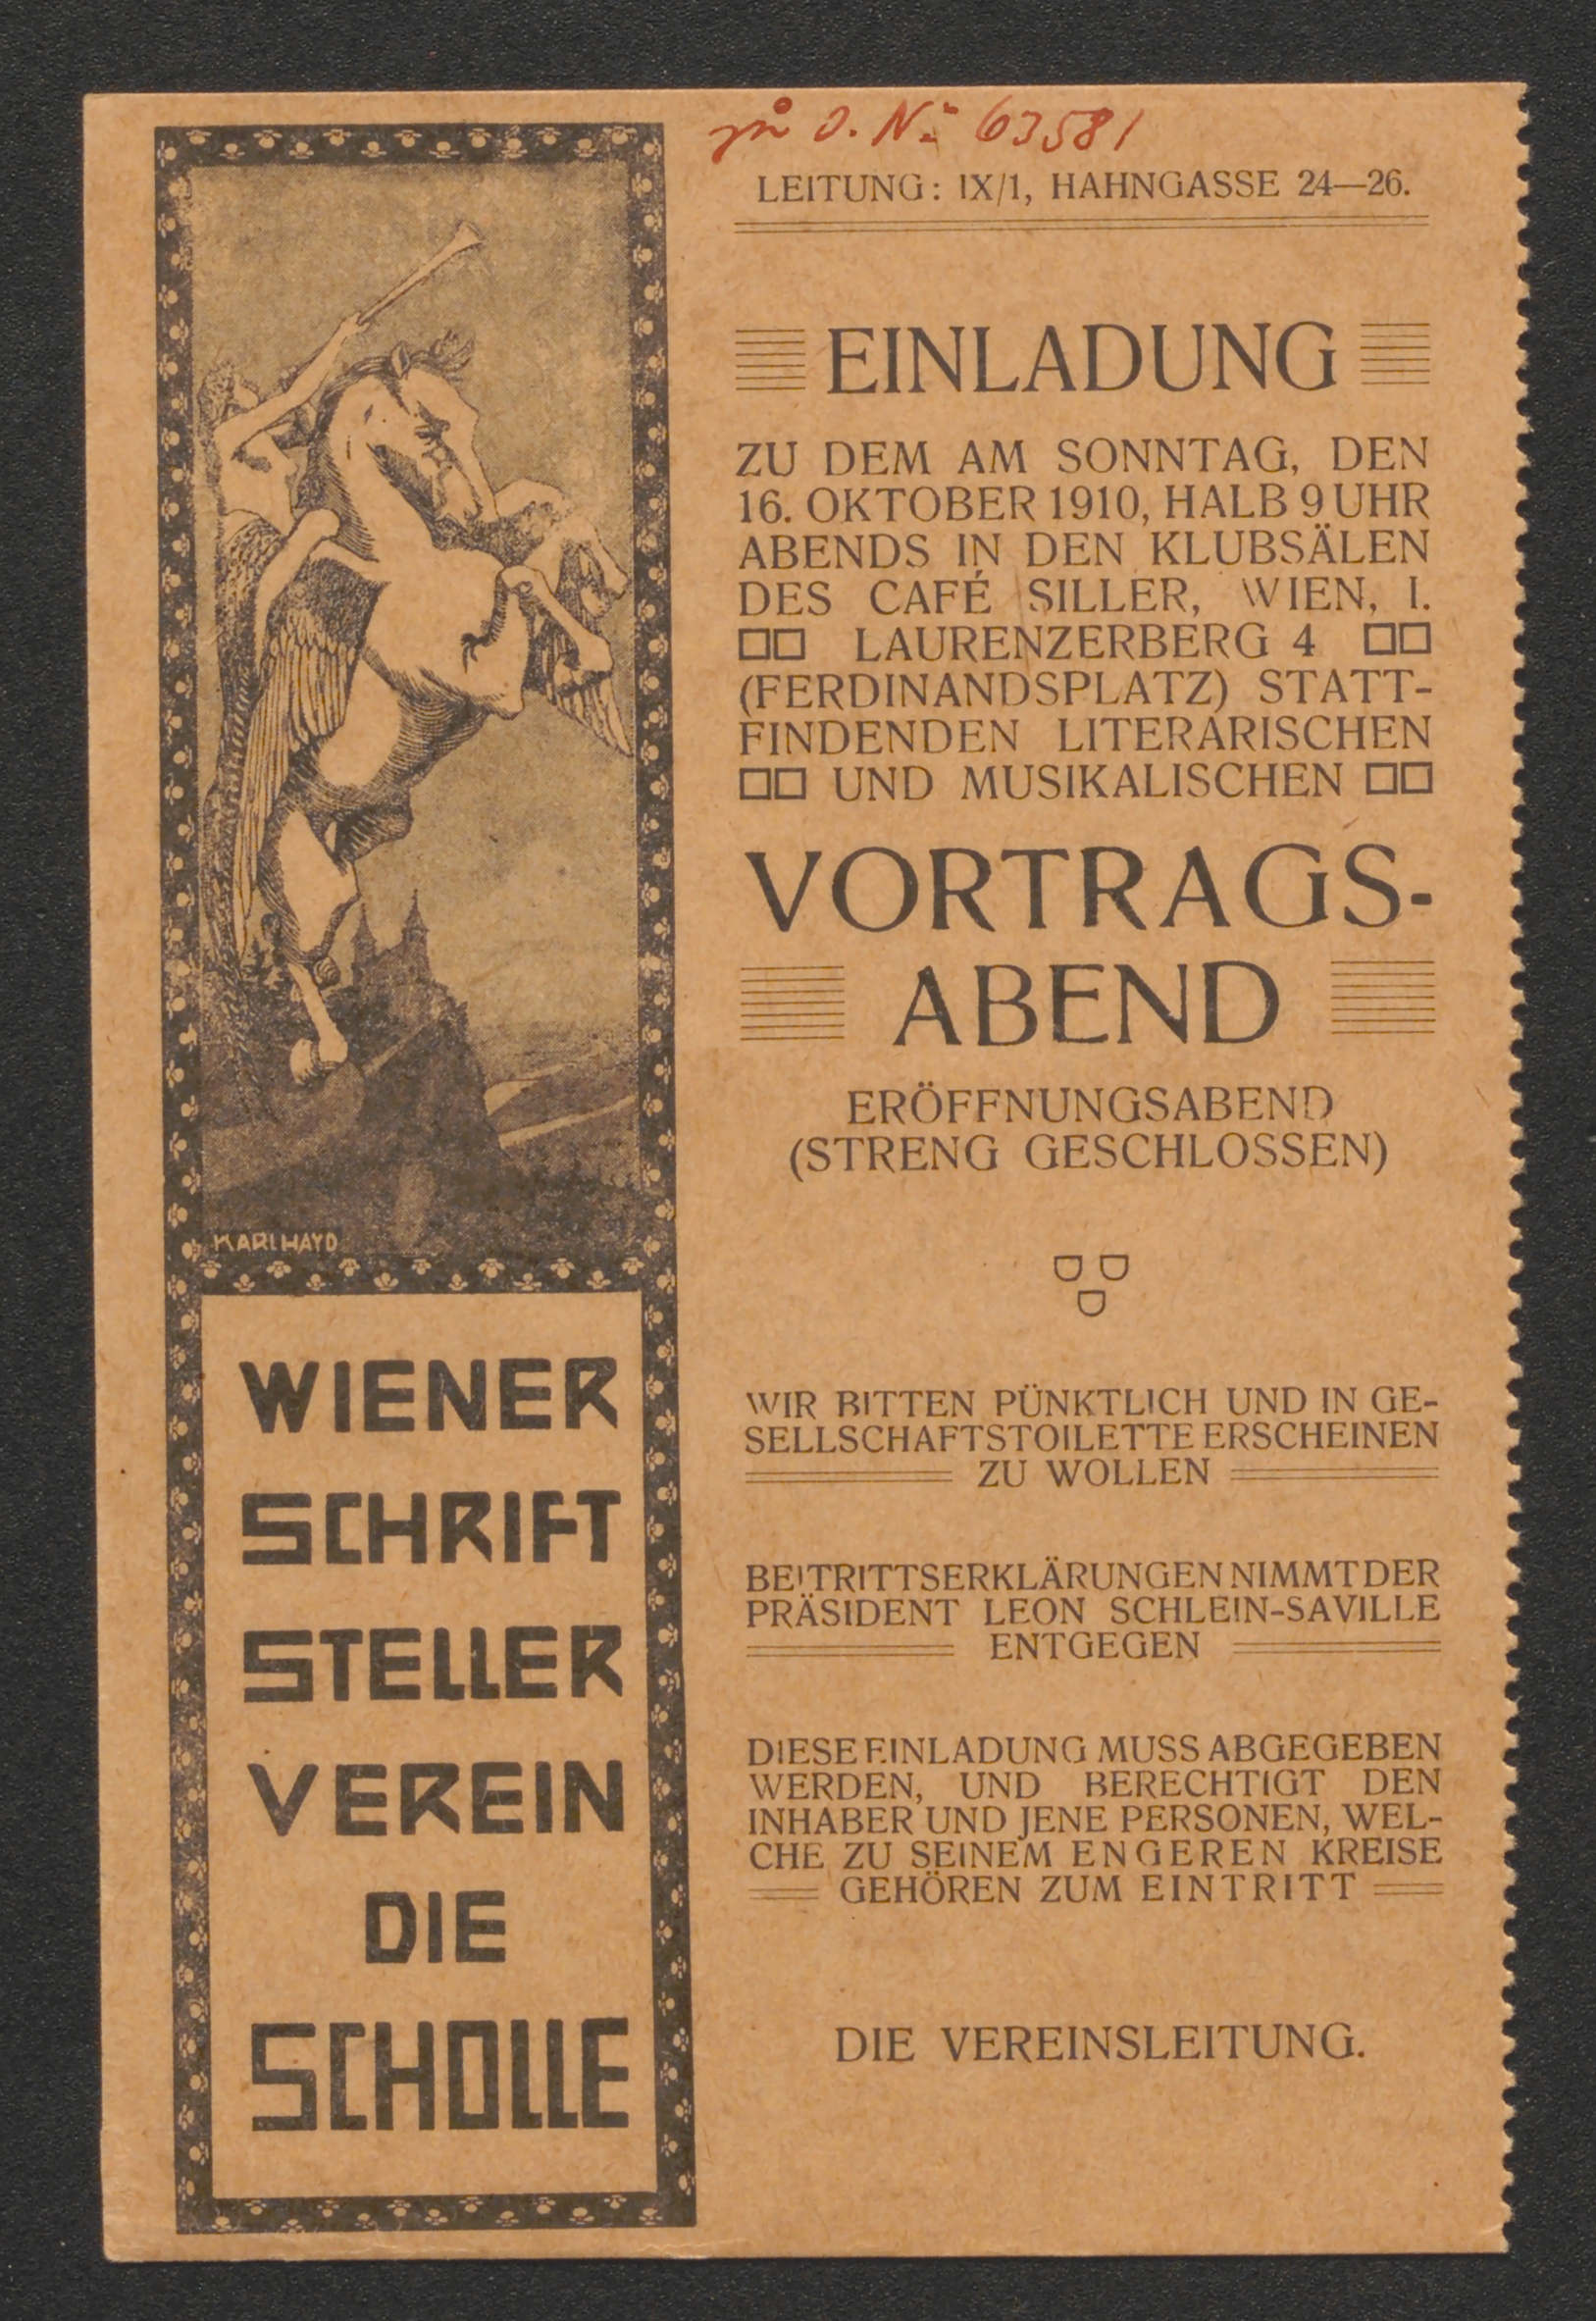 zu J. N. 63581
LEITUNG: IX/1, HAHNGASSE 24—26.
EINLADUNG
ZU DEM AM SONNTAG, DEN
16. OKTOBER 1910, HALB 9 UHR
ABENDS IN DEN KLUBSÄLEN
DES CAFÉ SILLER, WIEN, I.
LAURENZERBERG 4
(FERDINANDSPLATZ) STATT-
FINDENDEN LITERARISCHEN
UND MUSIKALISCHEN
VORTRAGS-
ABEND
ERÖFFNUNGSABEND
(STRENG GESCHLOSSEN)
WIR BITTEN PÜNKTLICH UND IN GE-
SELLSCHAFTSTOILETTE ERSCHEINEN
ZU WOLLEN
BEITRITTSERKLÄRUNGEN NIMMT DER
PRÄSIDENT LEON SCHLEIN-SAVILLE
ENTGEGEN
DIESE EINLADUNG MUSS ABGEGEBEN
WERDEN, UND BERECHTIGT DEN
INHABER UND JENE PERSONEN, WEL-
CHE ZU SEINEM ENGEREN KREISE
GEHÖREN ZUM EINTRITT
DIE VEREINSLEITUNG.
KARL HAYD
WIENER
SCHRIFT
STELLER
VEREIN
DIE
SCHOLLE